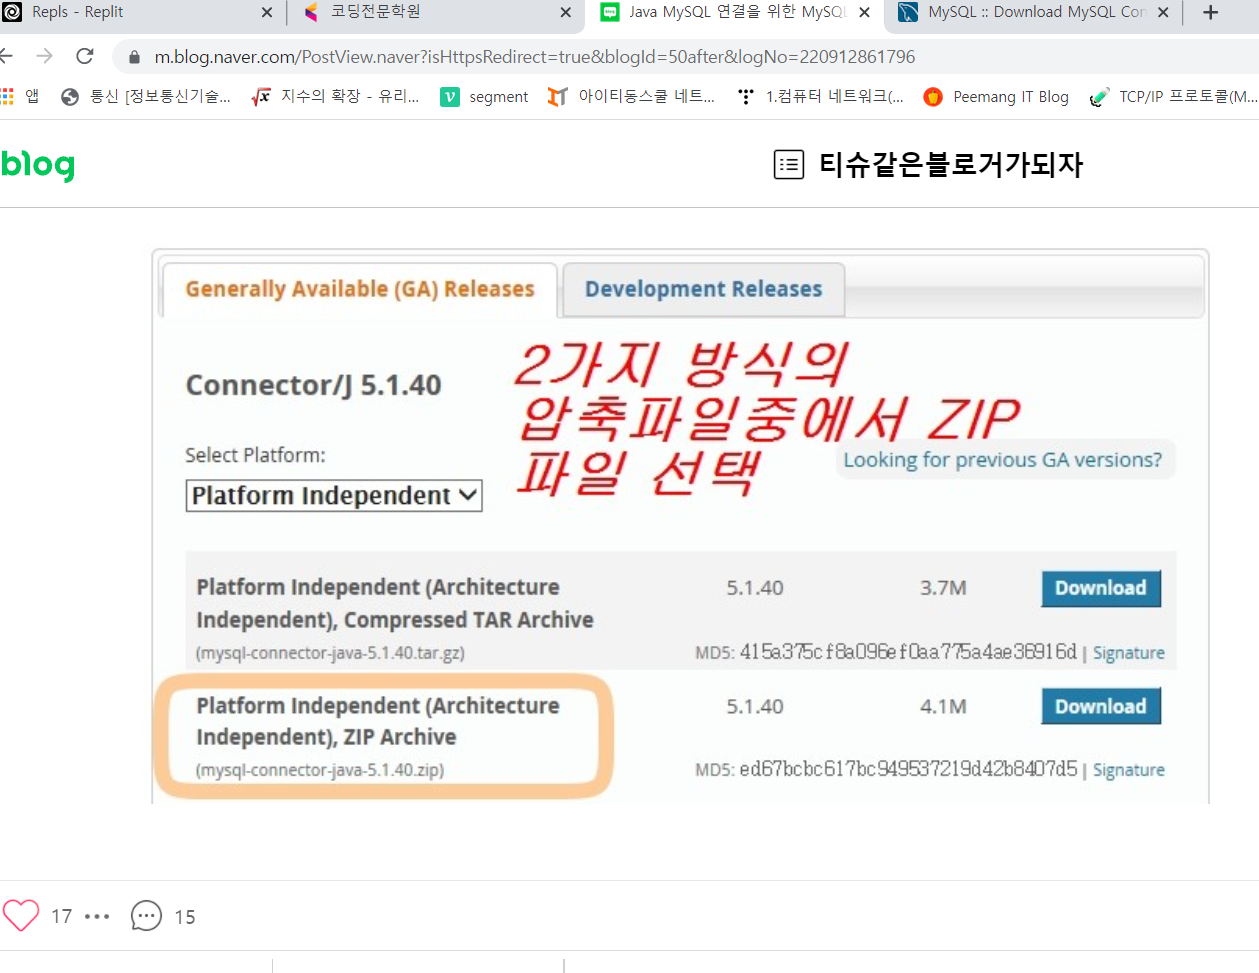 Repls - Replit
코딩전문학원
Java MySQL 연결을 위한 MySQL
MySQL :: Download MySQL Con
m.blog.naver.com/PostView.naver?isHttpsRedirect=true&blogId=50after&logNo=220912861796
앱
통신 [정보통신기술...
지수의 확장 - 유리...
segment
아이티동스쿨 네트...
1.컴퓨터 네트워크(...
Peemang IT Blog
TCP/IP 프로토콜(M...
blog
티슈같은블로거가되자
Generally Available (GA) Releases
Development Releases
2가지 방식의
압축파일중에서 ZIP
파일 선택
Connector/J 5.1.40
Select Platform:
Looking for previous GA versions?
Platform Independent
Platform Independent (Architecture
Independent), Compressed TAR Archive
5.1.40
3.7M
Download
(mysql-connector-java-5.1.40.tar.gz)
MD5: 415a375cf8a096ef0aa775a4ae36916d | Signature
Platform Independent (Architecture
Independent), ZIP Archive
5.1.40
4.1M
Download
(mysql-connector-java-5.1.40.zip)
MD5: ed67bcbc617bc949537219d42b8407d5 | Signature
17
15